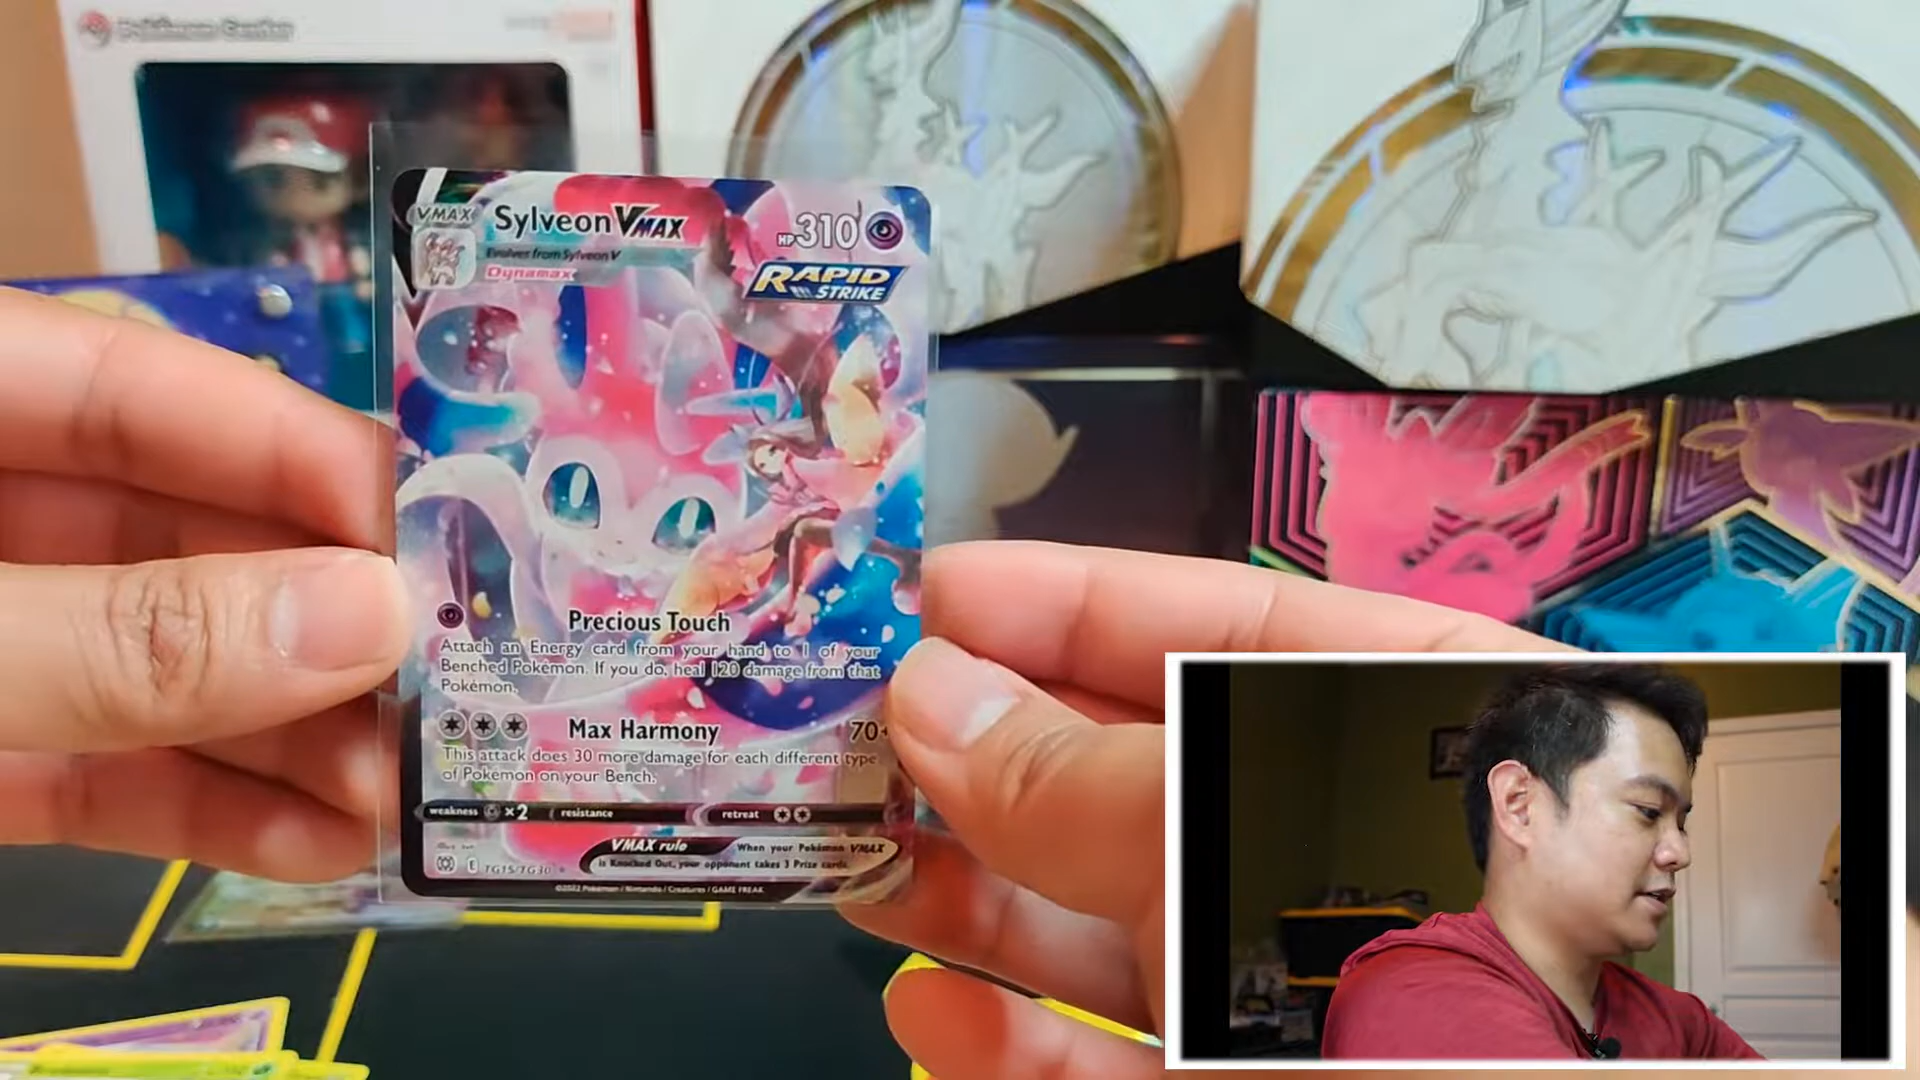 Pokémon Center
VMAX
Sylveon VMAX
HP 310
Evolves from Sylveon V
Dynamax
RAPID
STRIKE
Precious Touch
Attach an Energy card from your hand to 1 of your
Benched Pokémon. If you do, heal 120 damage from that
Pokémon.
Max Harmony 70+
This attack does 30 more damage for each different type
of Pokémon on your Bench.
weakness ×2 resistance retreat
VMAX rule When your Pokémon VMAX
is Knocked Out, your opponent takes 3 Prize cards.
E TG15/TG30
©2022 Pokémon / Nintendo / Creatures / GAME FREAK